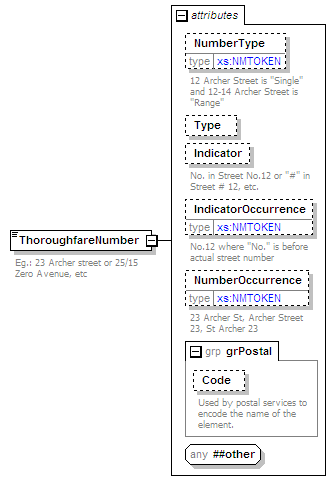 attributes
NumberType
type xs:NMTOKEN
12 Archer Street is "Single"
and 12-14 Archer Street is
"Range"
Type
Indicator
No. in Street No.12 or "#" in
Street # 12, etc.
IndicatorOccurrence
type xs:NMTOKEN
No.12 where "No." is before
actual street number
ThoroughfareNumber
Eg.: 23 Archer street or 25/15
Zero Avenue, etc
NumberOccurrence
type xs:NMTOKEN
23 Archer St, Archer Street
23, St Archer 23
grp grPostal
Code
Used by postal services to
encode the name of the
element.
any ##other